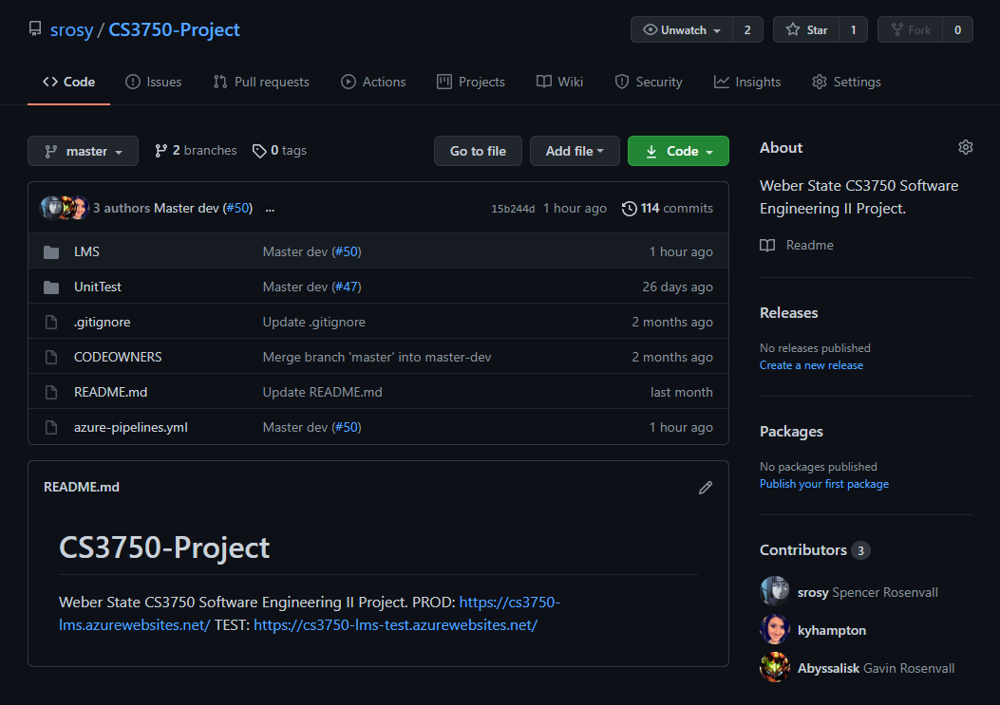 srosy / CS3750-Project
Unwatch 2 Star 1 Fork 0
Code Issues Pull requests Actions Projects Wiki Security Insights Settings
master 2 branches 0 tags Go to file Add file Code
3 authors Master dev (#50) ... 15b244d 1 hour ago 114 commits
LMS Master dev (#50) 1 hour ago
UnitTest Master dev (#47) 26 days ago
.gitignore Update .gitignore 2 months ago
CODEOWNERS Merge branch 'master' into master-dev 2 months ago
README.md Update README.md last month
azure-pipelines.yml Master dev (#50) 1 hour ago
README.md
CS3750-Project
Weber State CS3750 Software Engineering II Project. PROD: https://cs3750-
lms.azurewebsites.net/ TEST: https://cs3750-lms-test.azurewebsites.net/
About
Weber State CS3750 Software
Engineering II Project.
Readme
Releases
No releases published
Create a new release
Packages
No packages published
Publish your first package
Contributors 3
srosy Spencer Rosenvall
kyhampton
Abyssalisk Gavin Rosenvall